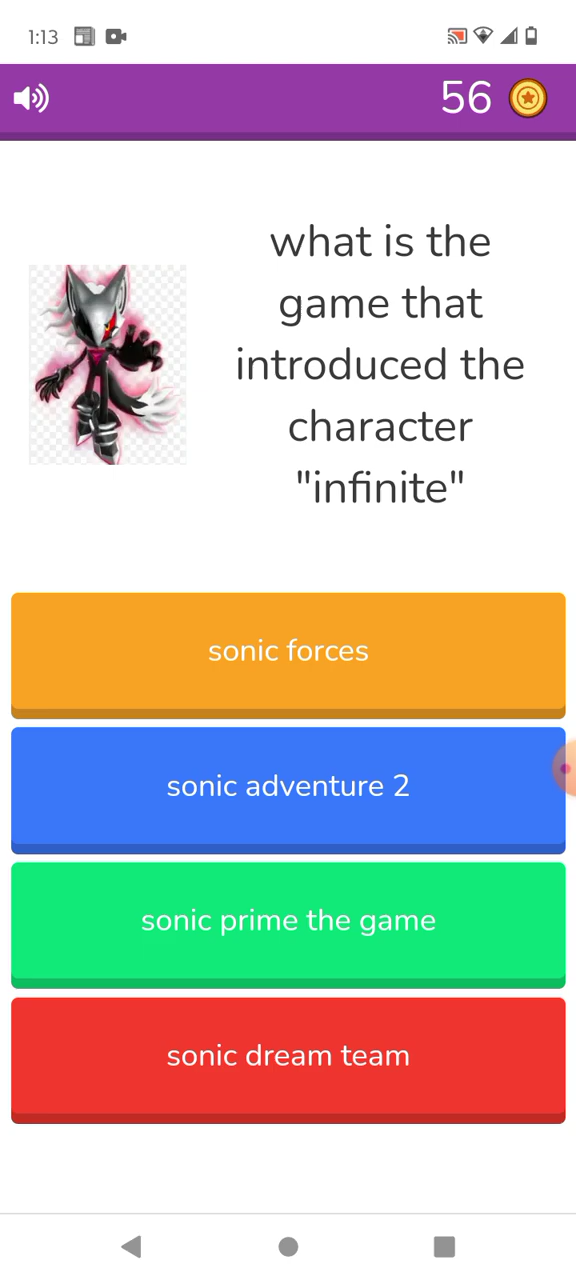 1:13
56
what is the
game that
introduced the
character
"infinite"
sonic forces
sonic adventure 2
sonic prime the game
sonic dream team